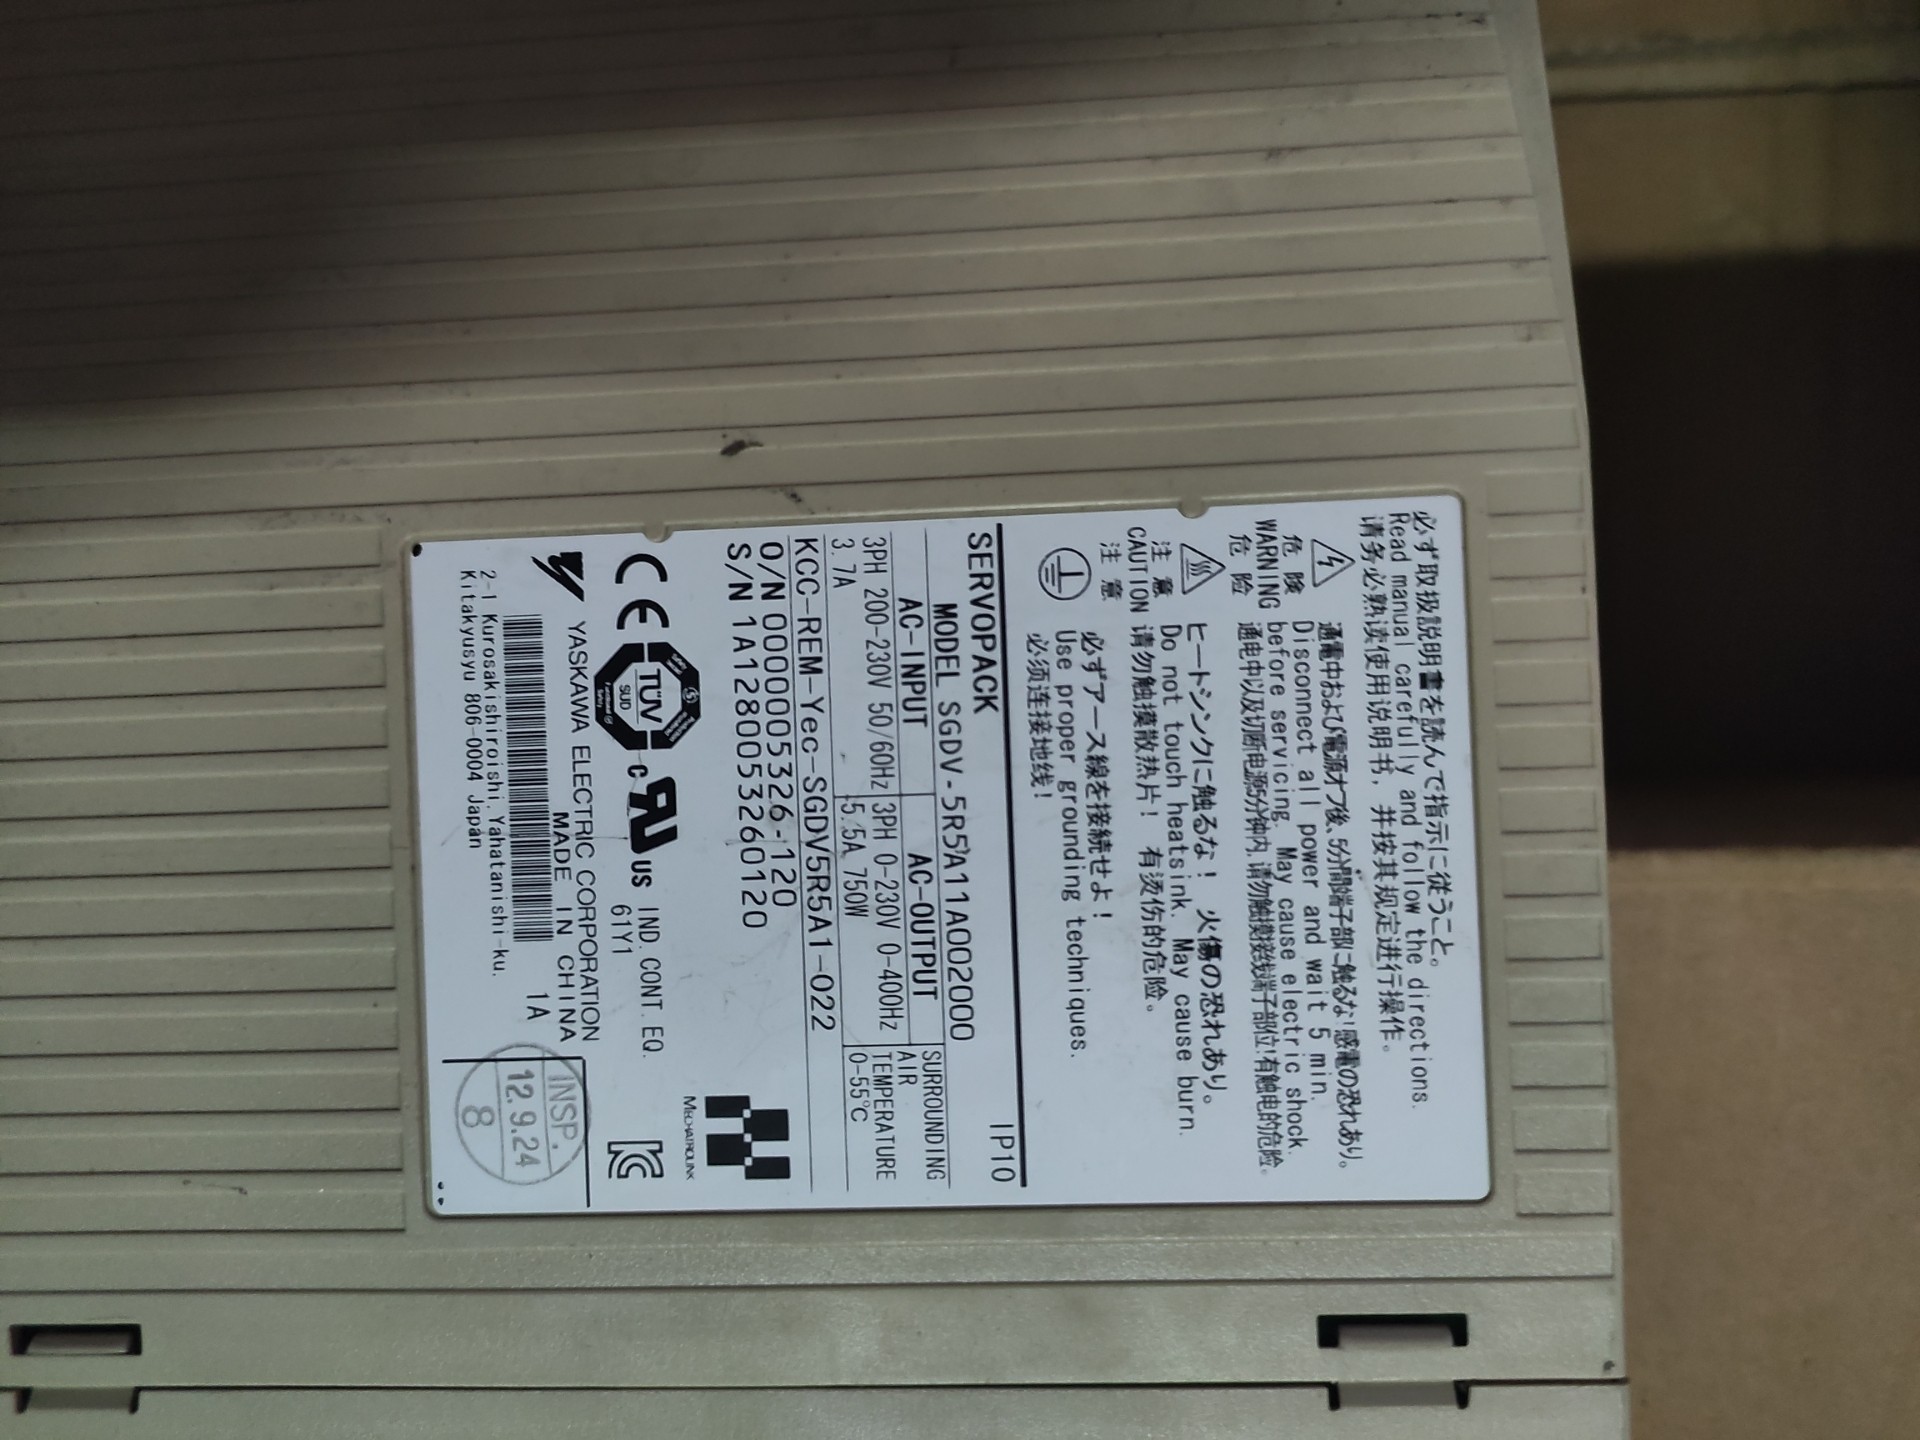 必ず取扱説明書を読んで指示に従うこと。
Read manual carefully and follow the directions.
请务必熟读使用说明书，并按其规定进行操作。
危 険
WARNING
危 险
通電中および電源オフ後、5分間端子部に触るな!感電の恐れあり。
Disconnect all power and wait 5 min.
before servicing. May cause electric shock.
通电中以及切断电源5分钟内,请勿触摸接线端子部位!有触电的危险。
注 意
CAUTION
注 意
ヒートシンクに触るな! 火傷の恐れあり。
Do not touch heatsink. May cause burn.
请勿触摸散热片! 有烫伤的危险。
必ずアース線を接続せよ!
Use proper grounding techniques.
必须连接地线!
SERVOPACK IP10
MODEL SGDV-5R5A11A002000
AC-INPUT AC-OUTPUT SURROUNDING AIR TEMPERATURE
3PH 200-230V 50/60Hz 3PH 0-230V 0-400Hz 0-55℃
3.7A 5.5A 750W
KCC-REM-Yec-SGDV5R5A1-022
O/N 0000005326-120
S/N 1A1280053260120
MECHATROLINK
CE TÜV SUD c RU US IND. CONT. EQ.
61Y1
YASKAWA ELECTRIC CORPORATION
MADE IN CHINA
1A
2-1 Kurosakishiroishi, Yahatanishi-ku.
Kitakyusyu 806-0004 Japan
INSP.
12.9.24
8